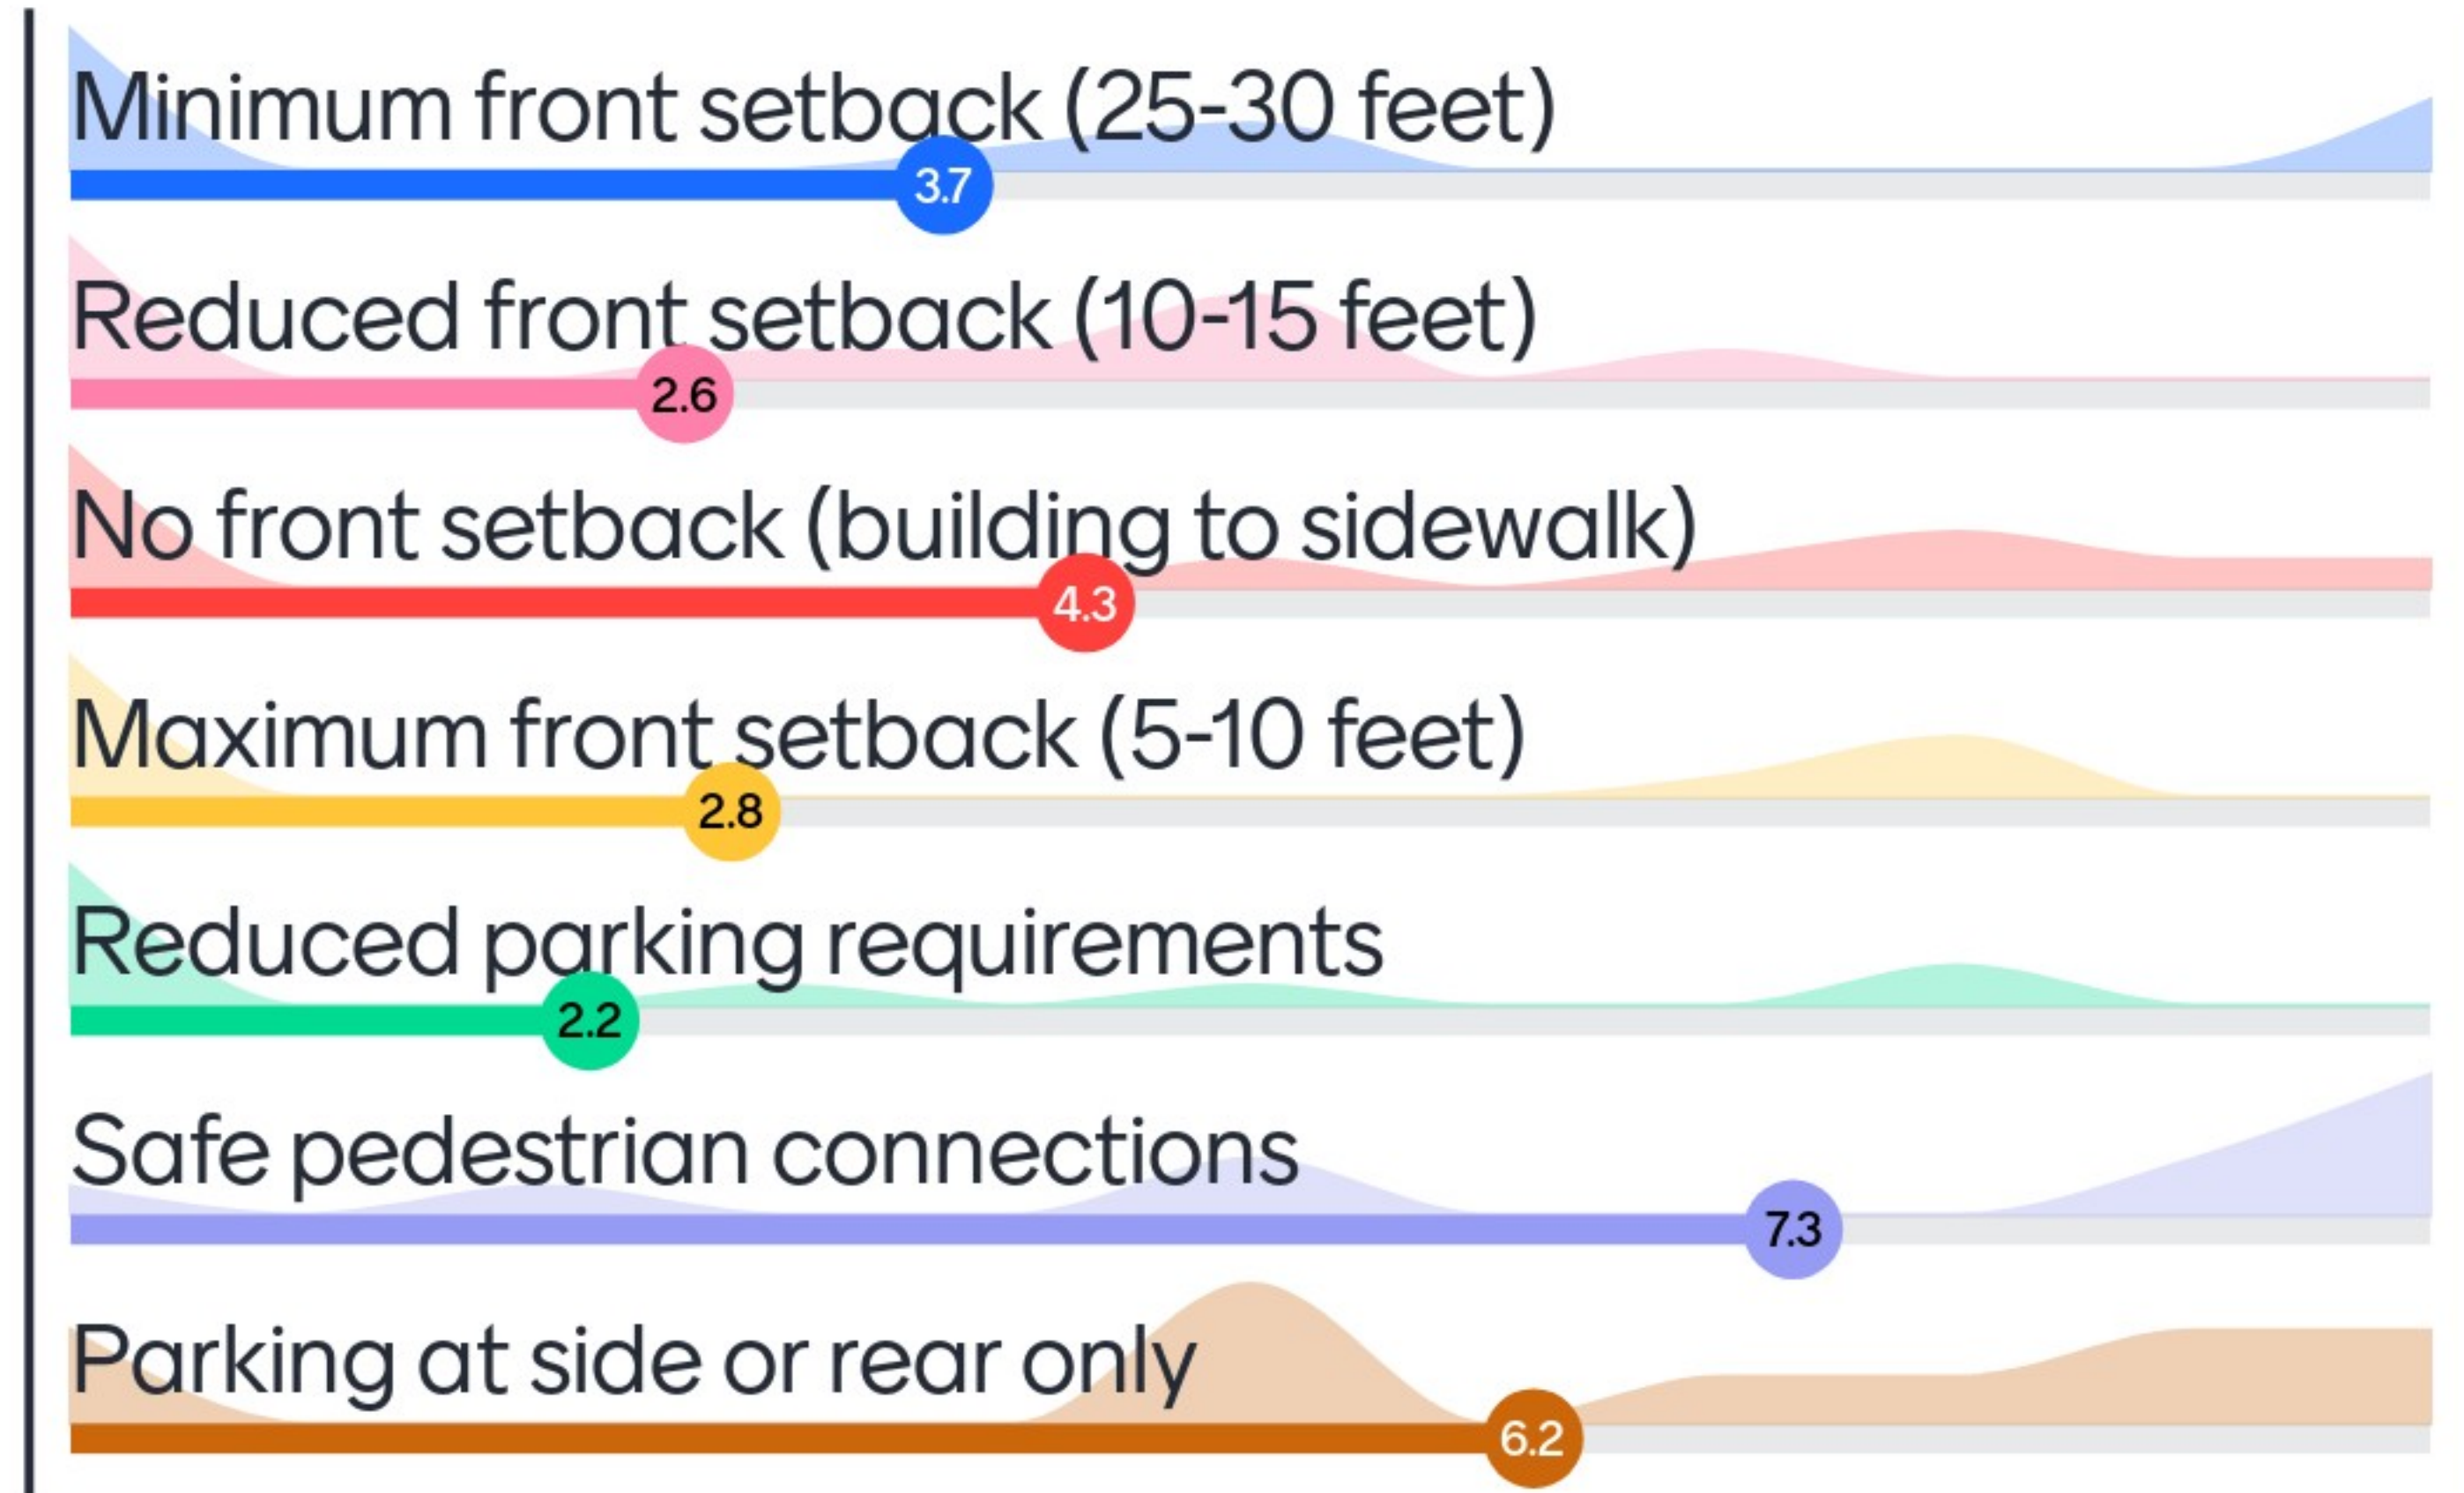 Minimum front setback (25-30 feet)
3.7
Reduced front setback (10-15 feet)
2.6
No front setback (building to sidewalk)
4.3
Maximum front setback (5-10 feet)
2.8
Reduced parking requirements
2.2
Safe pedestrian connections
7.3
Parking at side or rear only
6.2